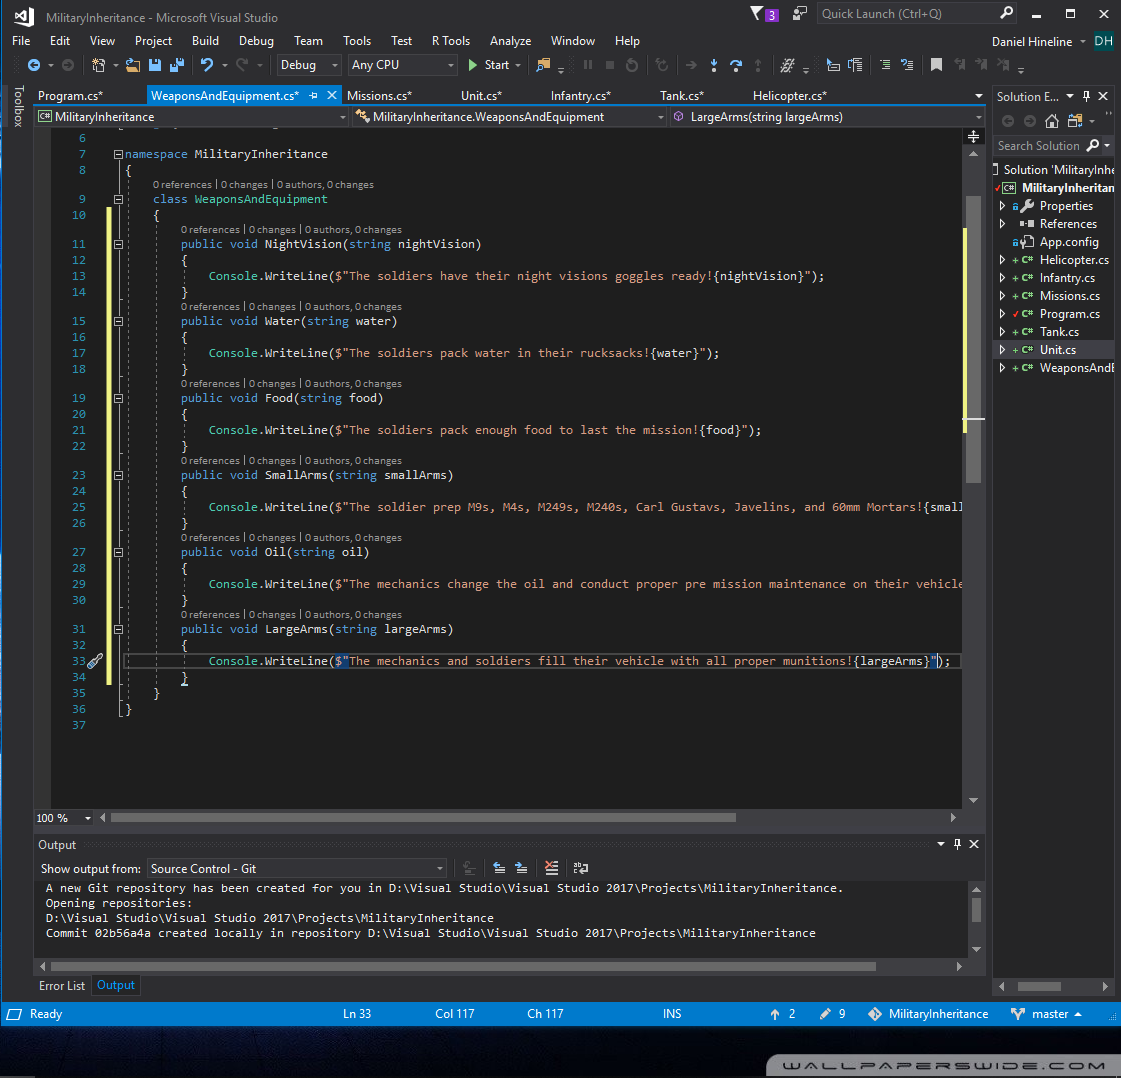 MilitaryInheritance - Microsoft Visual Studio
3
Quick Launch (Ctrl+Q)
File Edit View Project Build Debug Team Tools Test R Tools Analyze Window Help
Daniel Hineline DH
Debug Any CPU Start
Toolbox
Program.cs* WeaponsAndEquipment.cs* Missions.cs* Unit.cs* Infantry.cs* Tank.cs* Helicopter.cs*
C# MilitaryInheritance MilitaryInheritance.WeaponsAndEquipment LargeArms(string largeArms)
6
7 namespace MilitaryInheritance
8 {
0 references | 0 changes | 0 authors, 0 changes
9 class WeaponsAndEquipment
10 {
0 references | 0 changes | 0 authors, 0 changes
11 public void NightVision(string nightVision)
12 {
13 Console.WriteLine($"The soldiers have their night visions goggles ready!{nightVision}");
14 }
0 references | 0 changes | 0 authors, 0 changes
15 public void Water(string water)
16 {
17 Console.WriteLine($"The soldiers pack water in their rucksacks!{water}");
18 }
0 references | 0 changes | 0 authors, 0 changes
19 public void Food(string food)
20 {
21 Console.WriteLine($"The soldiers pack enough food to last the mission!{food}");
22 }
0 references | 0 changes | 0 authors, 0 changes
23 public void SmallArms(string smallArms)
24 {
25 Console.WriteLine($"The soldier prep M9s, M4s, M249s, M240s, Carl Gustavs, Javelins, and 60mm Mortars!{small
26 }
0 references | 0 changes | 0 authors, 0 changes
27 public void Oil(string oil)
28 {
29 Console.WriteLine($"The mechanics change the oil and conduct proper pre mission maintenance on their vehicle
30 }
0 references | 0 changes | 0 authors, 0 changes
31 public void LargeArms(string largeArms)
32 {
33 Console.WriteLine($"The mechanics and soldiers fill their vehicle with all proper munitions!{largeArms}");
34 }
35 }
36 }
37
100 %
Solution E...
Search Solution
Solution 'MilitaryInhe
C# MilitaryInheritan
Properties
References
App.config
C# Helicopter.cs
C# Infantry.cs
C# Missions.cs
C# Program.cs
C# Tank.cs
C# Unit.cs
C# WeaponsAndE
Output
Show output from: Source Control - Git
A new Git repository has been created for you in D:\Visual Studio\Visual Studio 2017\Projects\MilitaryInheritance.
Opening repositories:
D:\Visual Studio\Visual Studio 2017\Projects\MilitaryInheritance
Commit 02b56a4a created locally in repository D:\Visual Studio\Visual Studio 2017\Projects\MilitaryInheritance
Error List Output
Ready Ln 33 Col 117 Ch 117 INS 2 9 MilitaryInheritance master
WALLPAPERSWIDE.COM